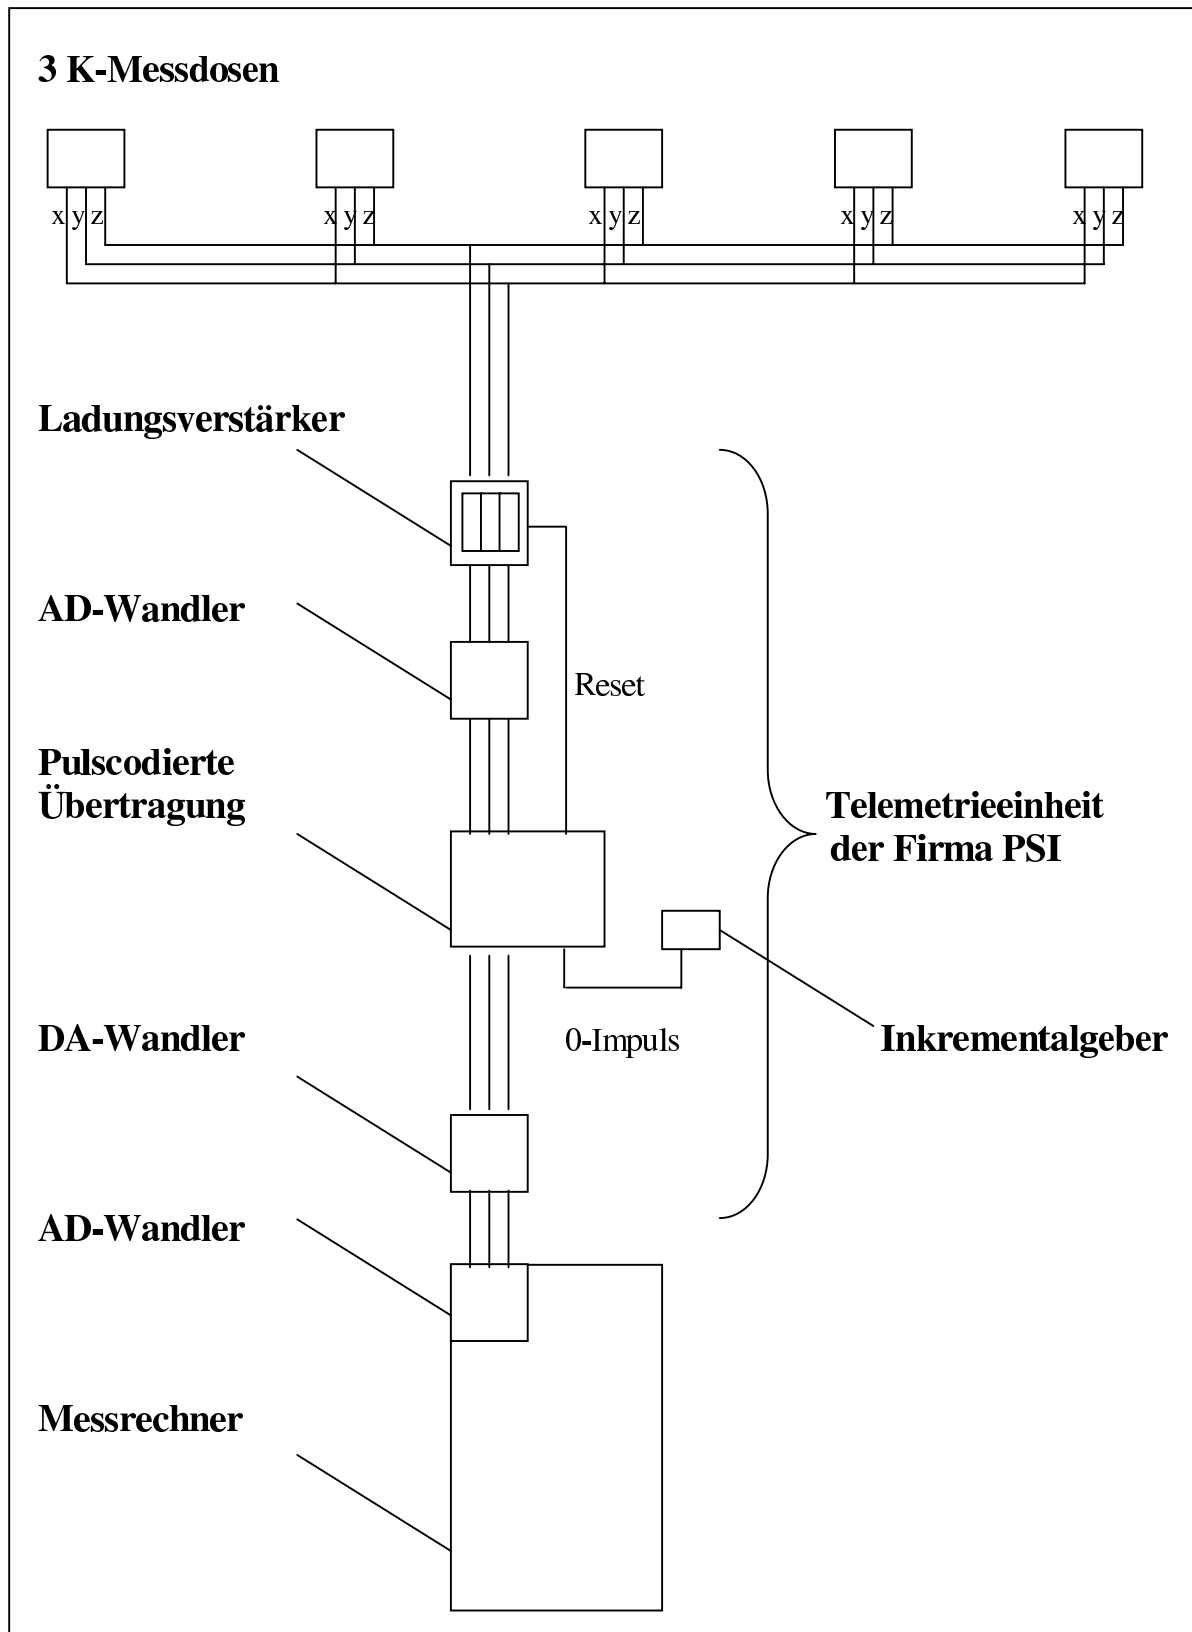 3 K-Messdosen
x y z x y z x y z x y z x y z
Ladungsverstärker
AD-Wandler
Reset
Pulscodierte
Übertragung
Telemetrieeinheit
der Firma PSI
DA-Wandler
0-Impuls
Inkrementalgeber
AD-Wandler
Messrechner